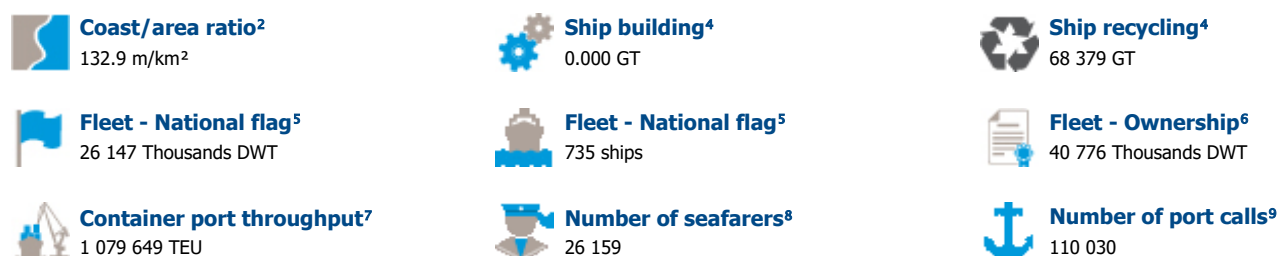 Coast/area ratio²
132.9 m/km²
Ship building⁴
0.000 GT
Ship recycling⁴
68 379 GT
Fleet - National flag⁵
26 147 Thousands DWT
Fleet - National flag⁵
735 ships
Fleet - Ownership⁶
40 776 Thousands DWT
Container port throughput⁷
1 079 649 TEU
Number of seafarers⁸
26 159
Number of port calls⁹
110 030